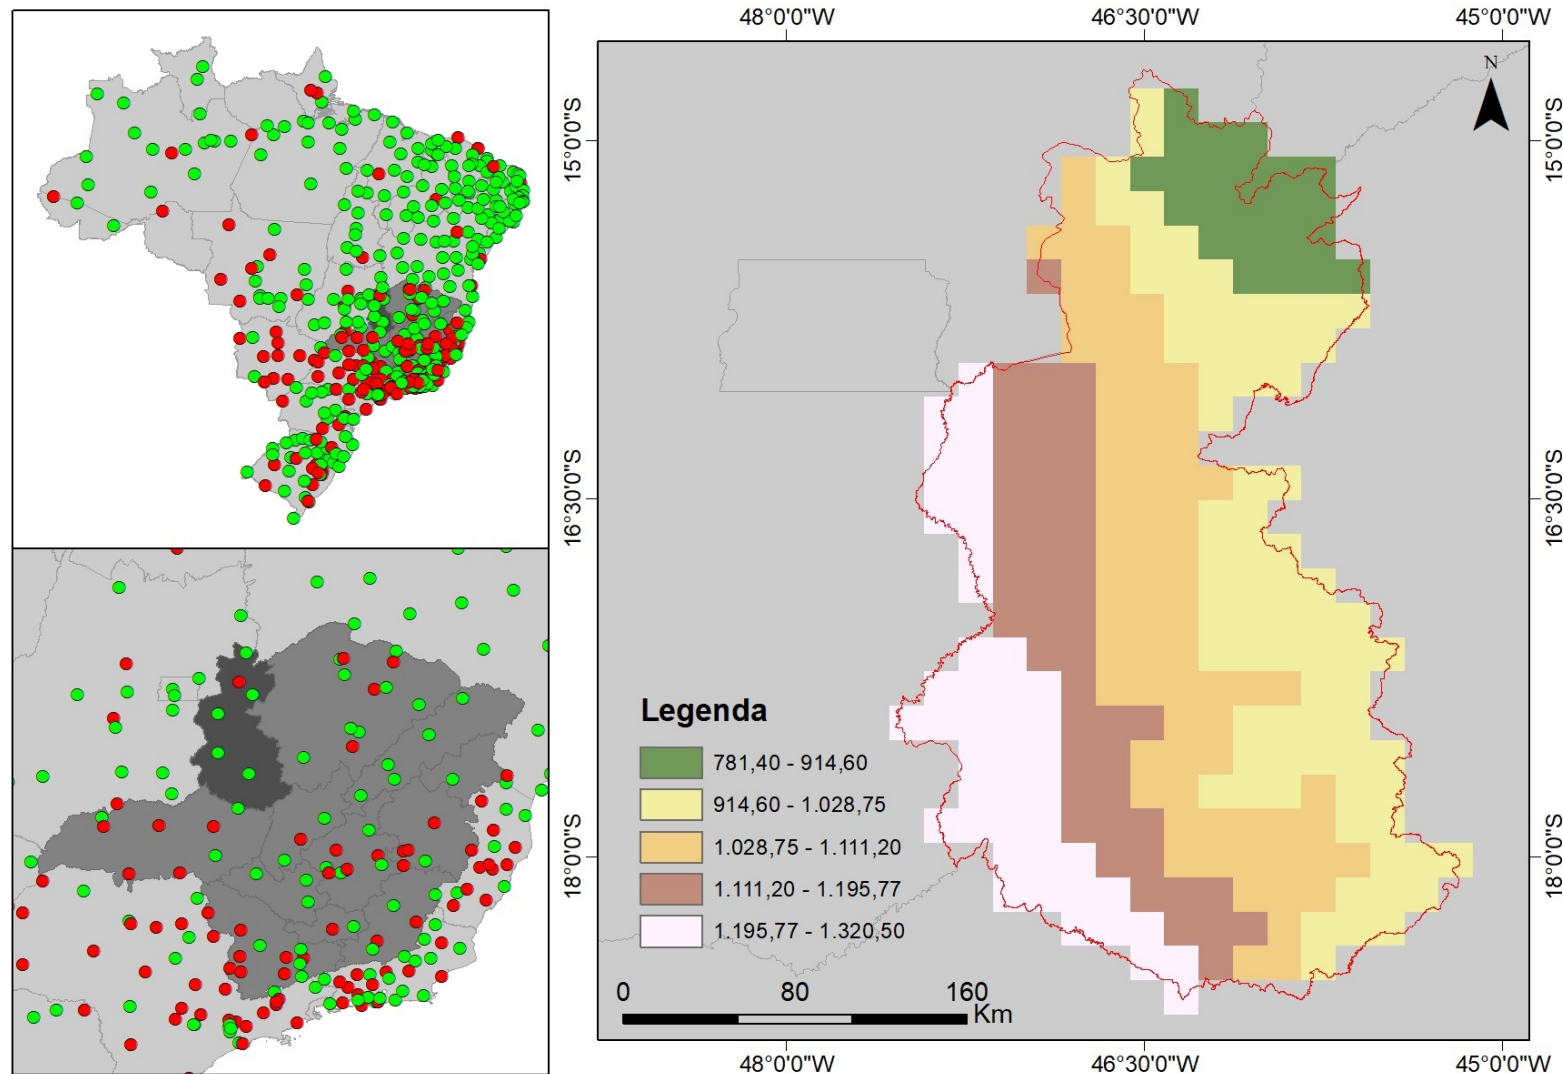 48°0'0"W
46°30'0"W
45°0'0"W
N
15°0'0"S
15°0'0"S
16°30'0"S
16°30'0"S
Legenda
781,40 - 914,60
914,60 - 1.028,75
1.028,75 - 1.111,20
1.111,20 - 1.195,77
1.195,77 - 1.320,50
18°0'0"S
18°0'0"S
0
80
160
Km
48°0'0"W
46°30'0"W
45°0'0"W